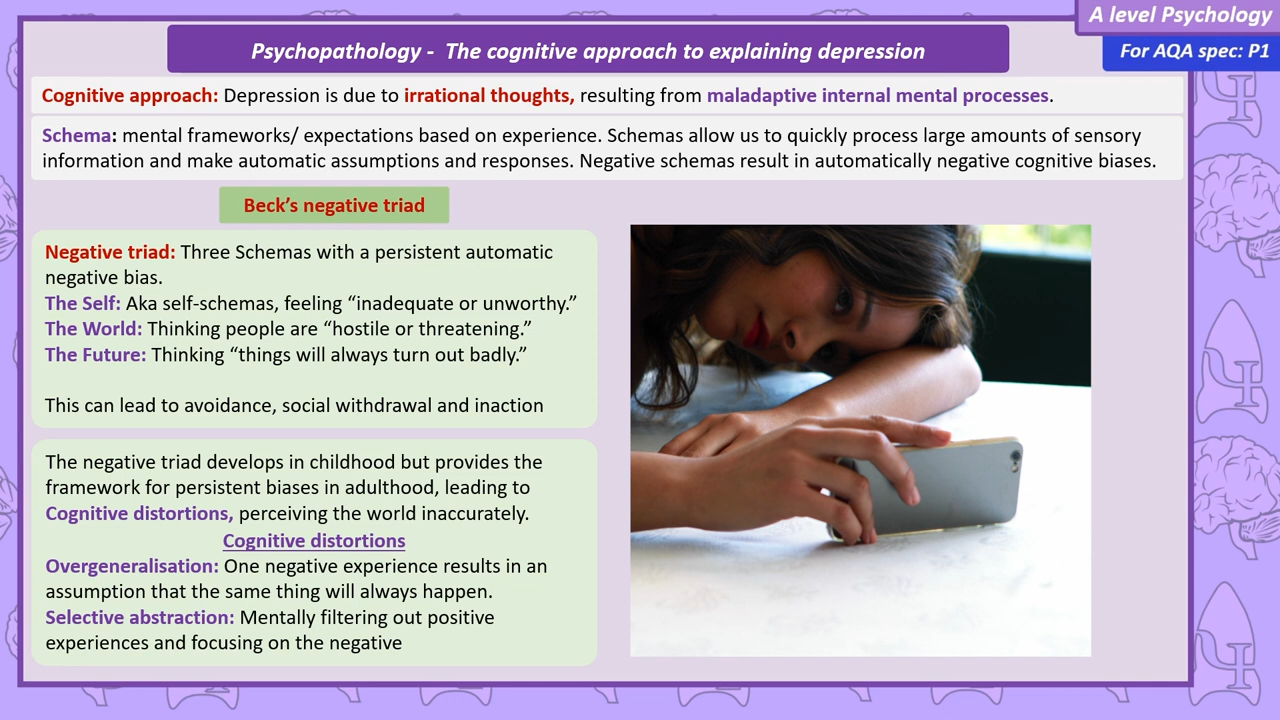 A level Psychology
For AQA spec: P1
Psychopathology - The cognitive approach to explaining depression
Cognitive approach: Depression is due to irrational thoughts, resulting from maladaptive internal mental processes.
Schema: mental frameworks/ expectations based on experience. Schemas allow us to quickly process large amounts of sensory
information and make automatic assumptions and responses. Negative schemas result in automatically negative cognitive biases.
Beck's negative triad
Negative triad: Three Schemas with a persistent automatic
negative bias.
The Self: Aka self-schemas, feeling “inadequate or unworthy.”
The World: Thinking people are “hostile or threatening.”
The Future: Thinking “things will always turn out badly.”
This can lead to avoidance, social withdrawal and inaction
The negative triad develops in childhood but provides the
framework for persistent biases in adulthood, leading to
Cognitive distortions, perceiving the world inaccurately.
Cognitive distortions
Overgeneralisation: One negative experience results in an
assumption that the same thing will always happen.
Selective abstraction: Mentally filtering out positive
experiences and focusing on the negative